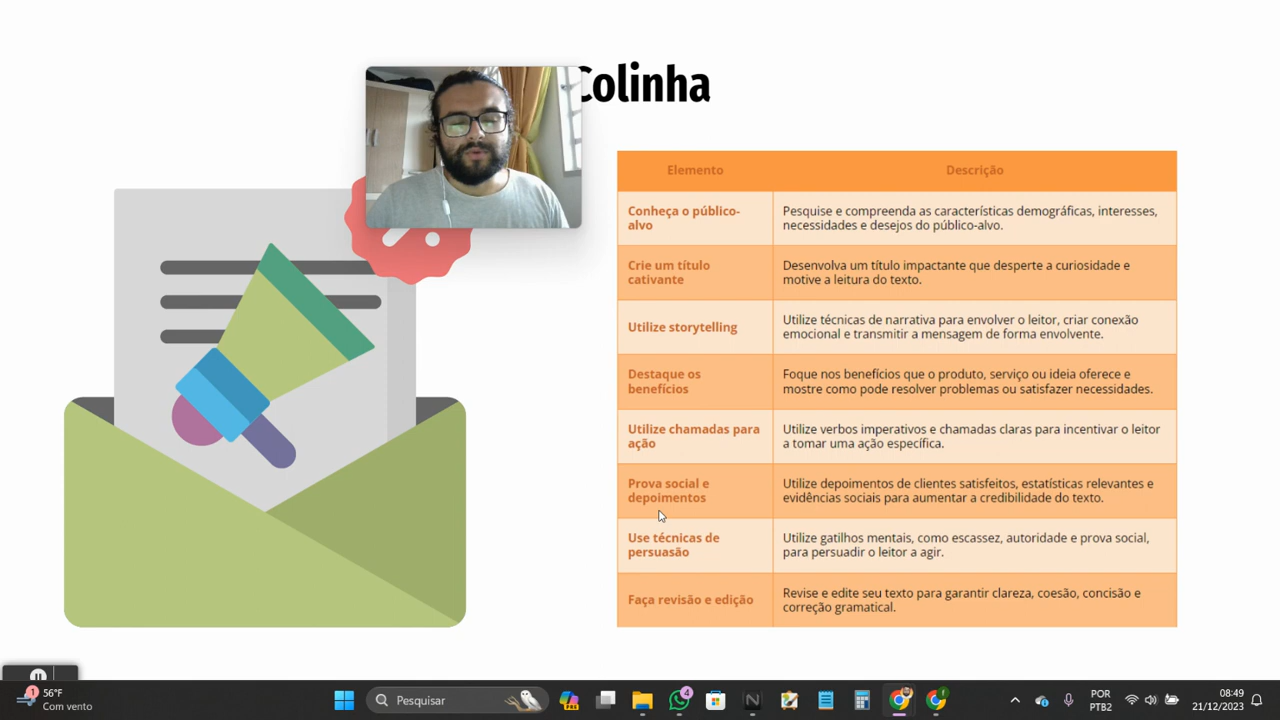 Colinha
Elemento
Descrição
Conheça o público-
alvo
Pesquise e compreenda as características demográficas, interesses,
necessidades e desejos do público-alvo.
Crie um título
cativante
Desenvolva um título impactante que desperte a curiosidade e
motive a leitura do texto.
Utilize storytelling
Utilize técnicas de narrativa para envolver o leitor, criar conexão
emocional e transmitir a mensagem de forma envolvente.
Destaque os
benefícios
Foque nos benefícios que o produto, serviço ou ideia oferece e
mostre como pode resolver problemas ou satisfazer necessidades.
Utilize chamadas para
ação
Utilize verbos imperativos e chamadas claras para incentivar o leitor
a tomar uma ação específica.
Prova social e
depoimentos
Utilize depoimentos de clientes satisfeitos, estatísticas relevantes e
evidências sociais para aumentar a credibilidade do texto.
Use técnicas de
persuasão
Utilize gatilhos mentais, como escassez, autoridade e prova social,
para persuadir o leitor a agir.
Faça revisão e edição
Revise e edite seu texto para garantir clareza, coesão, concisão e
correção gramatical.
1
56°F
Com vento
Pesquisar
PRE
4
POR
PTB2
08:49
21/12/2023